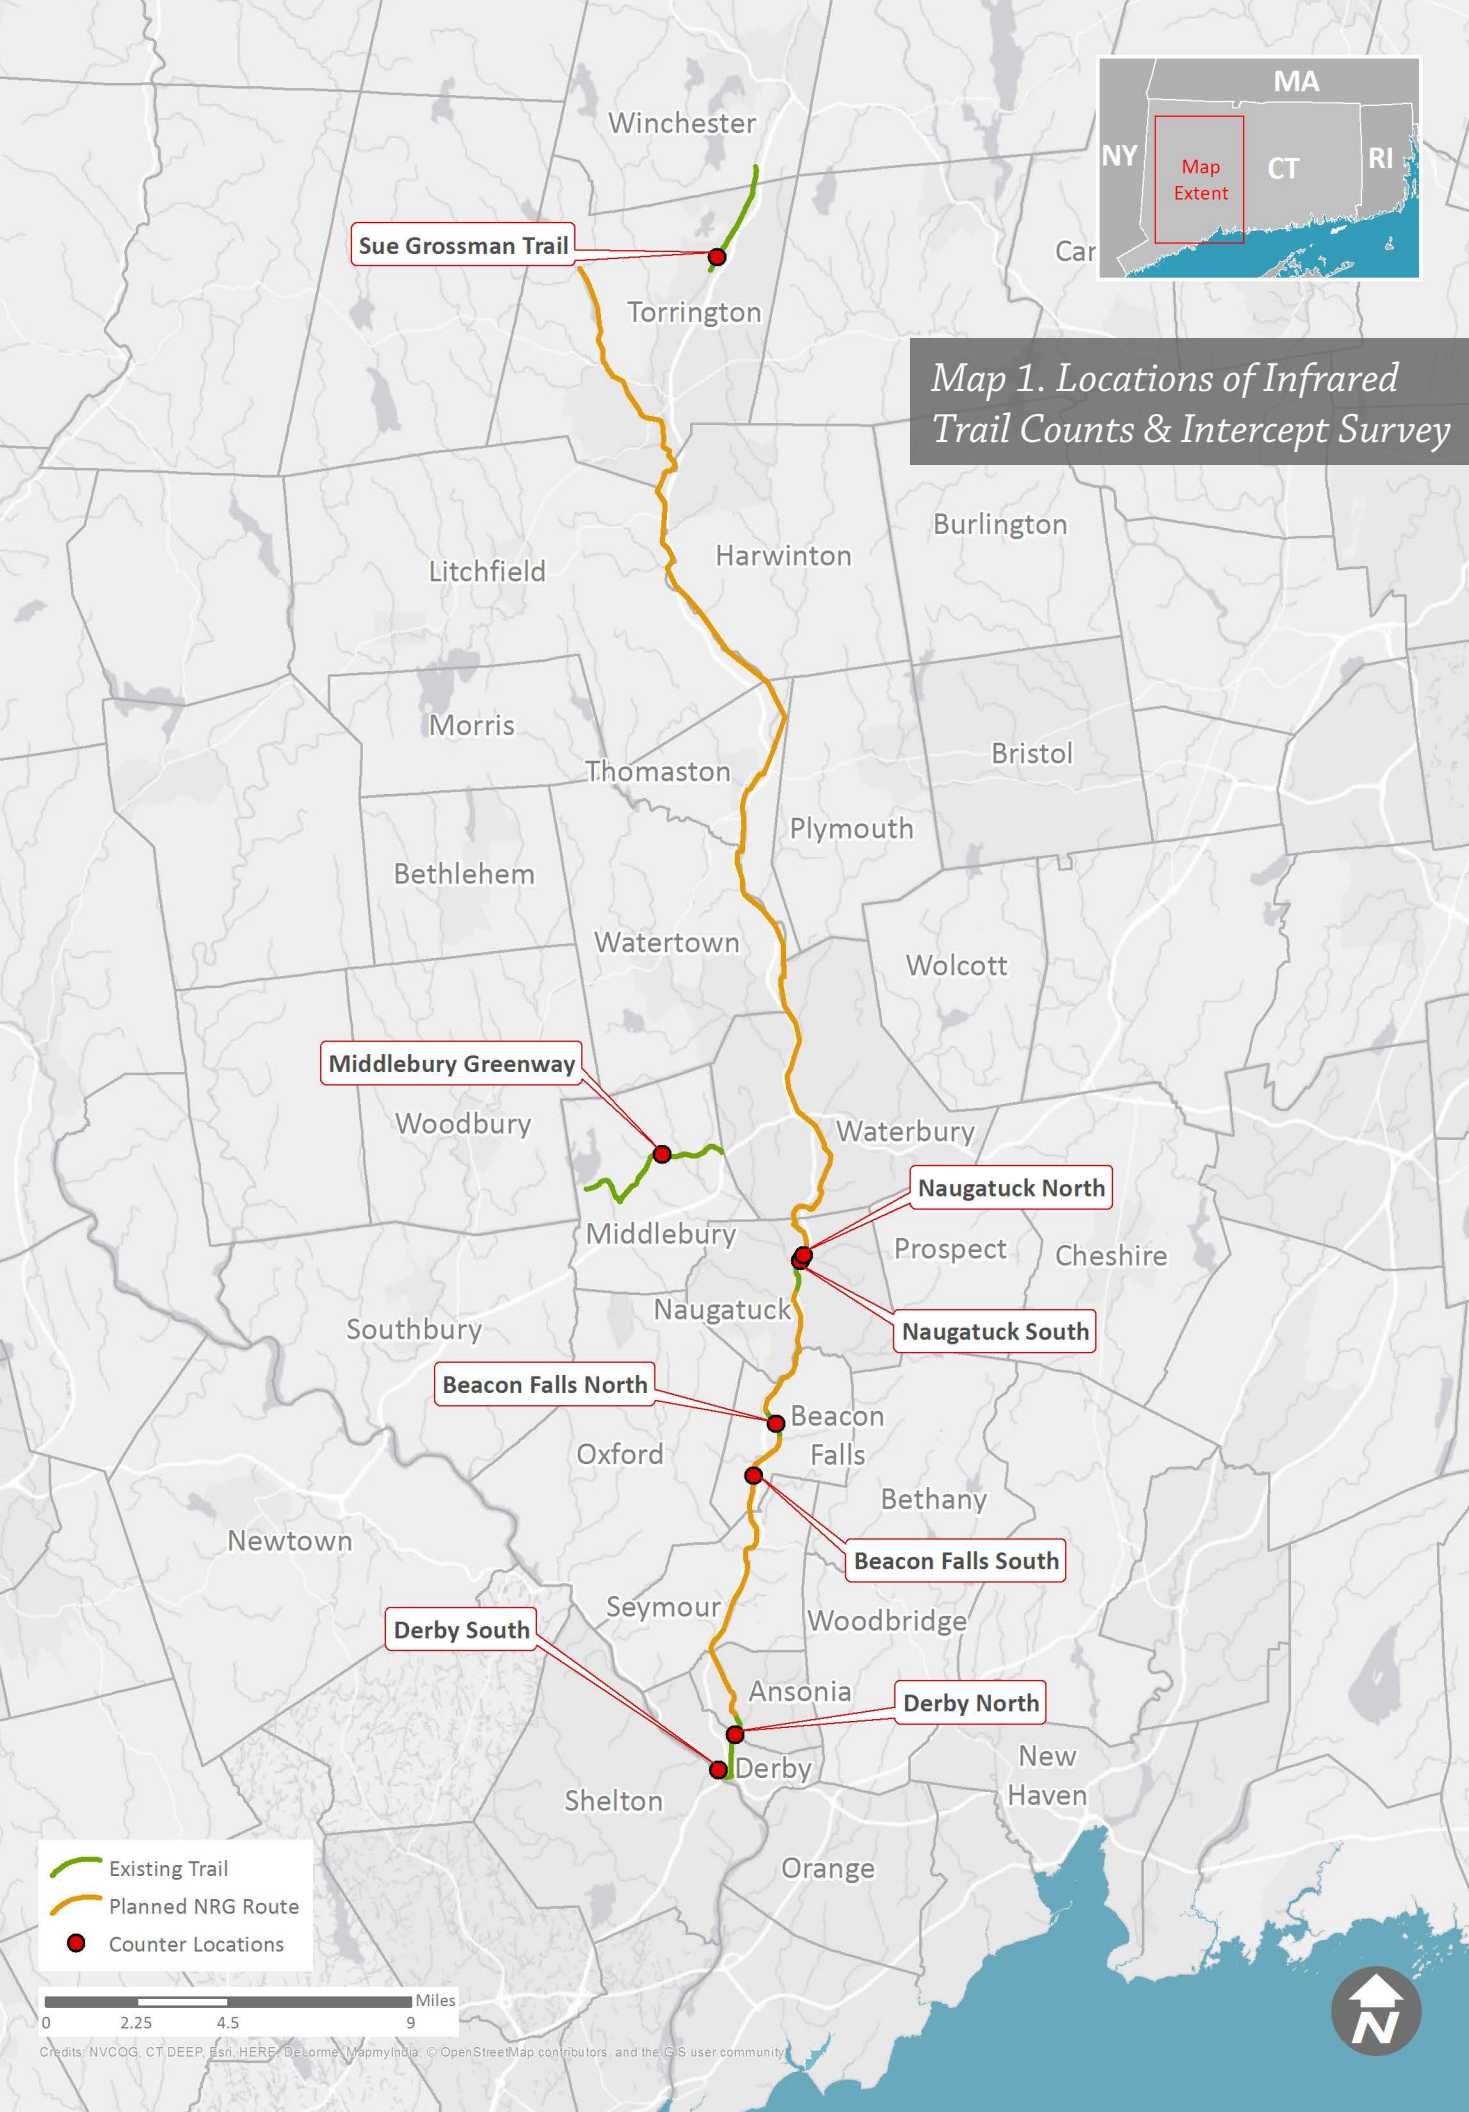 Winchester
MA
NY
CT
RI
Map
Extent
Sue Grossman Trail
Torrington
Map 1. Locations of Infrared
Trail Counts & Intercept Survey
Burlington
Harwinton
Litchfield
Morris
Bristol
Thomaston
Plymouth
Bethlehem
Watertown
Wolcott
Middlebury Greenway
Woodbury
Waterbury
Naugatuck North
Middlebury
Prospect
Cheshire
Naugatuck
Southbury
Naugatuck South
Beacon Falls North
Beacon
Falls
Oxford
Bethany
Newtown
Beacon Falls South
Seymour
Woodbridge
Derby South
Ansonia
Derby North
New
Haven
Derby
Shelton
Orange
Existing Trail
Planned NRG Route
Counter Locations
Miles
0 2.25 4.5 9
Credits: NVCOG, CT DEEP, Esri, HERE, DeLorme, MapmyIndia, © OpenStreetMap contributors, and the GIS user community
N